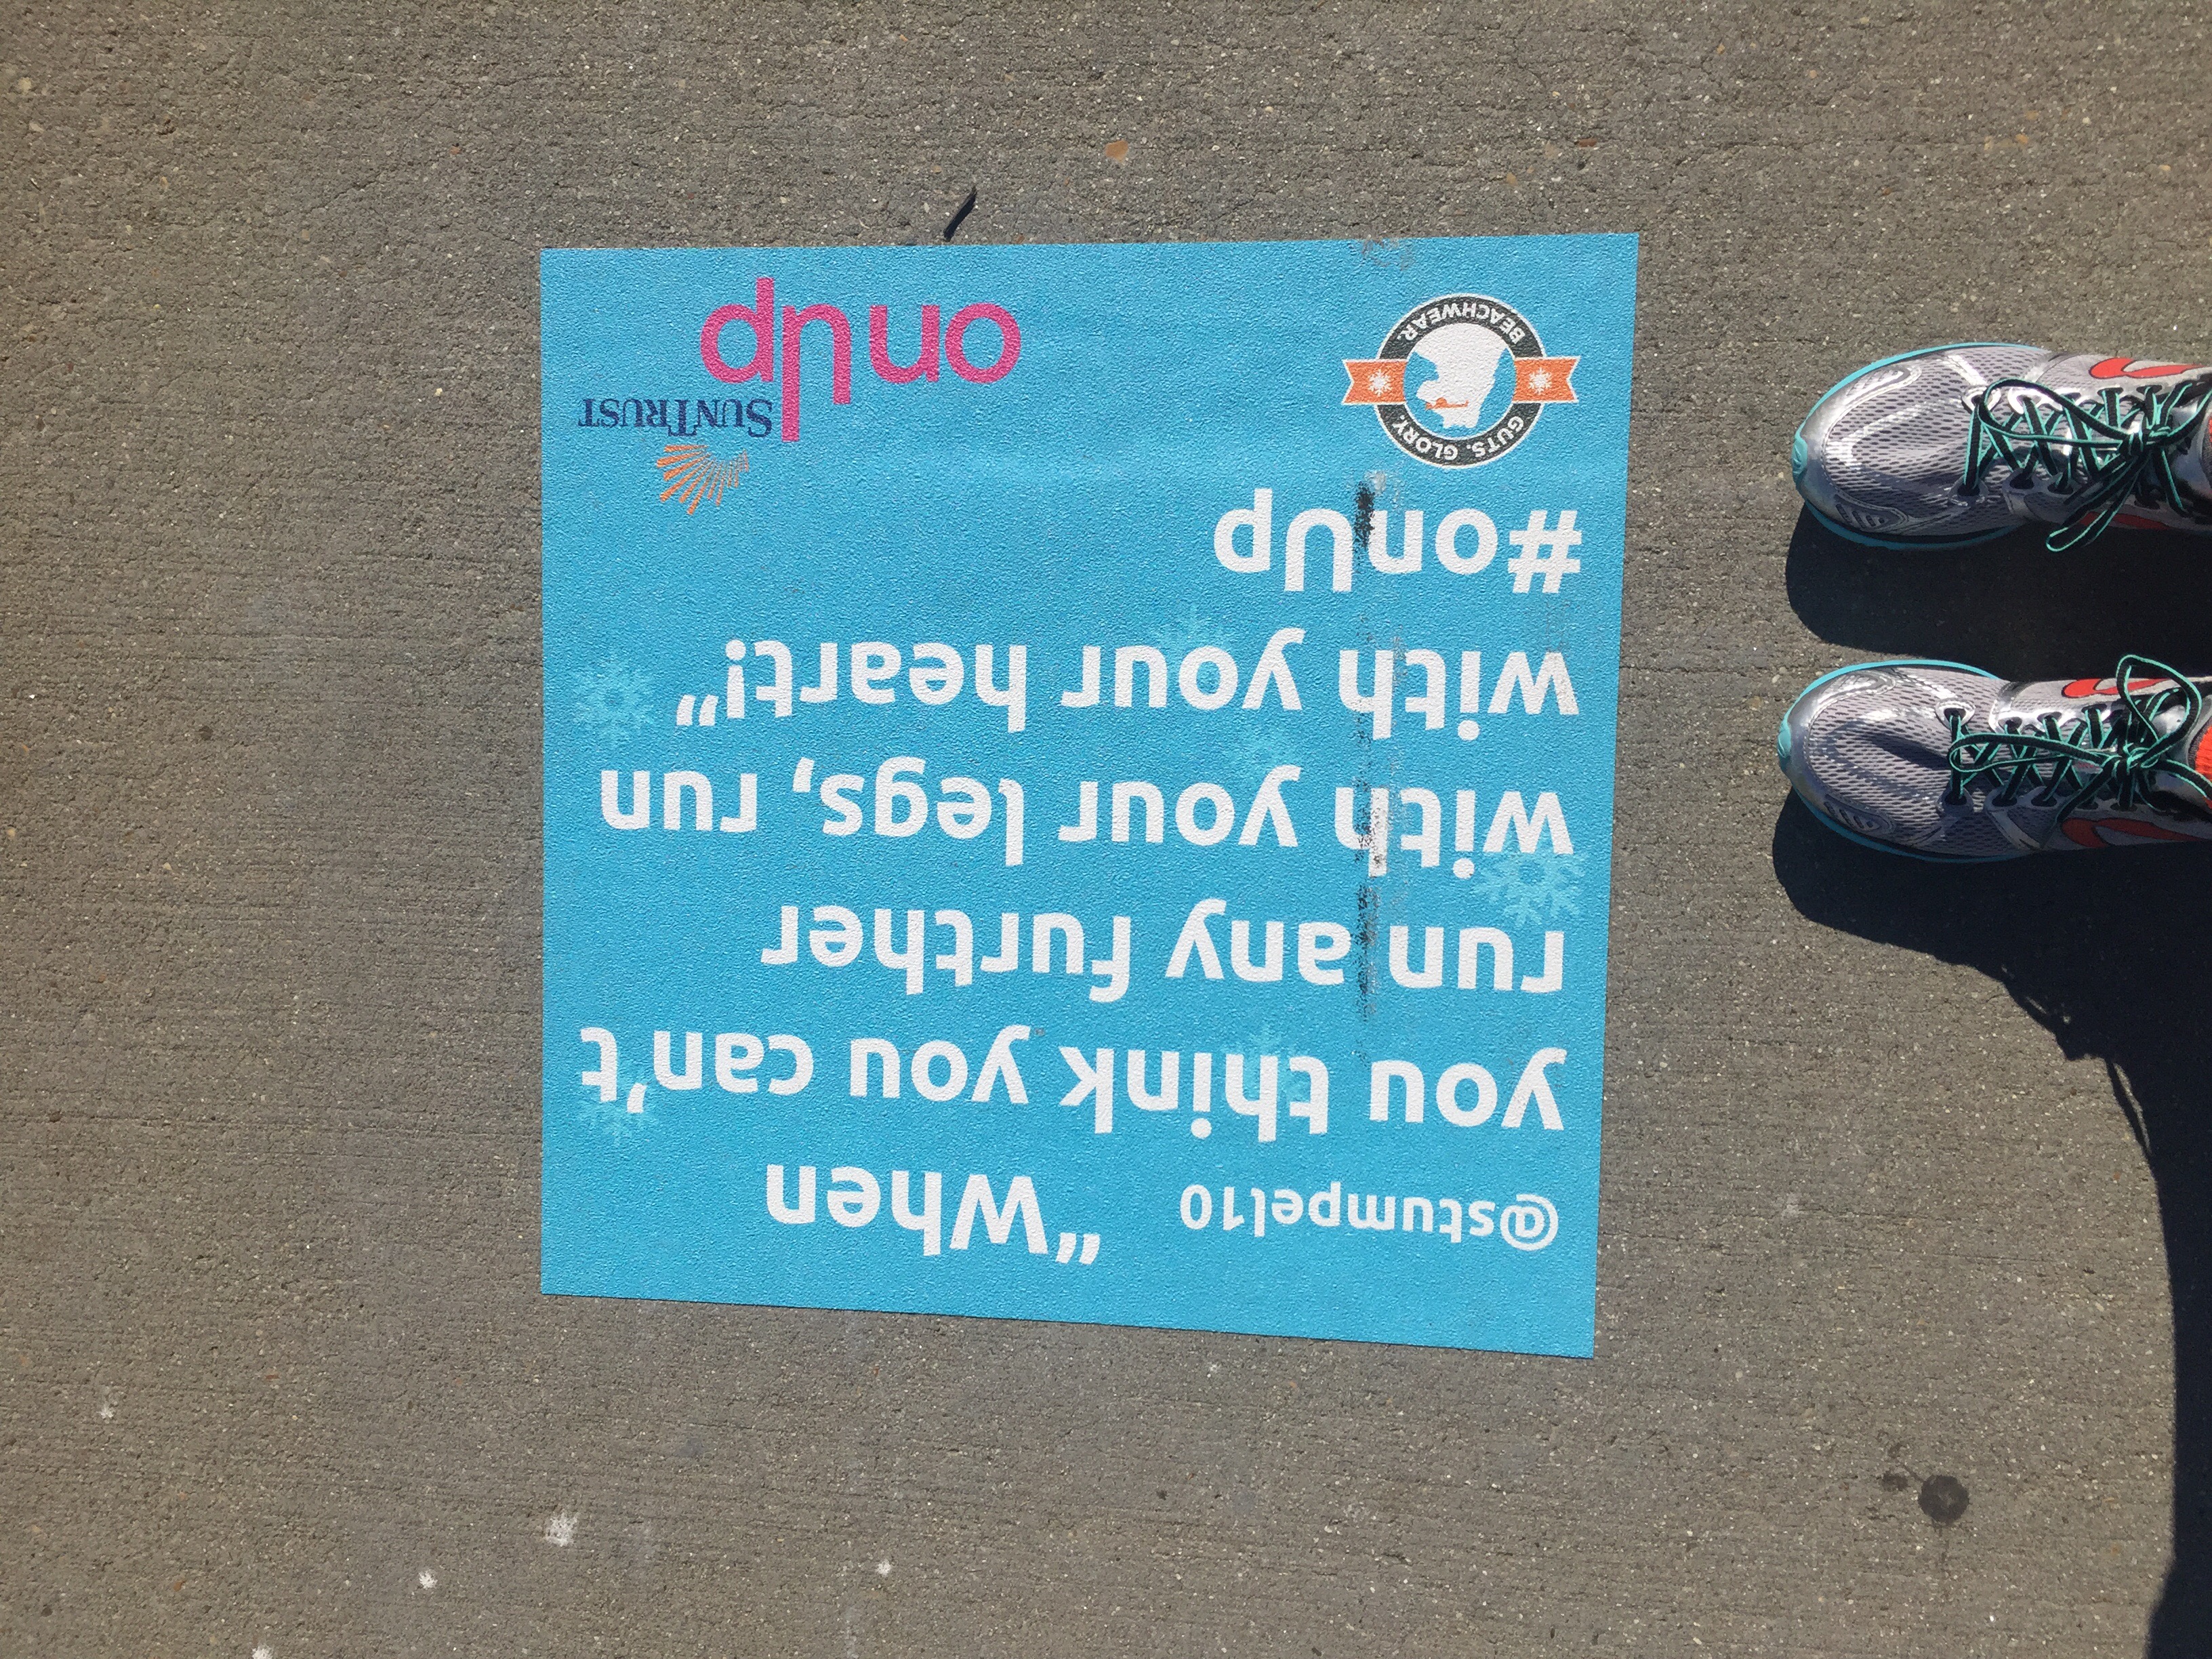 @stumpel10 “When
you think you can’t
run any further
with your legs, run
with your heart!”
#onUp
GUTS. GLORY.
BEACHWEAR.
SUNTRUST
onUp